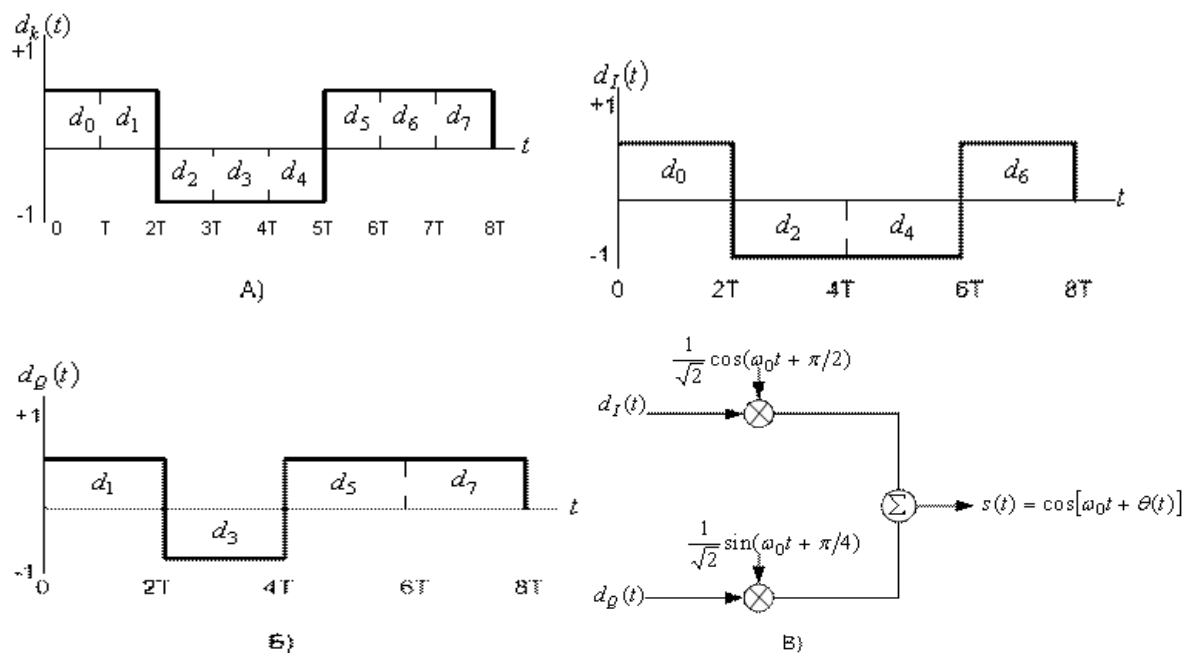 d_k(t)
+1
d_0 d_1 d_5 d_6 d_7
t
d_2 d_3 d_4
-1
0 T 2T 3T 4T 5T 6T 7T 8T
А)
d_I(t)
+1
d_0 d_6
t
d_2 d_4
-1
0 2T 4T 6T 8T
d_Q(t)
+1
d_1 d_5 d_7
t
d_3
-1
0 2T 4T 6T 8T
Б)
1/√2 cos(ω_0t + π/2)
d_I(t)
Σ
s(t) = cos[ω_0t + θ(t)]
1/√2 sin(ω_0t + π/4)
d_Q(t)
В)